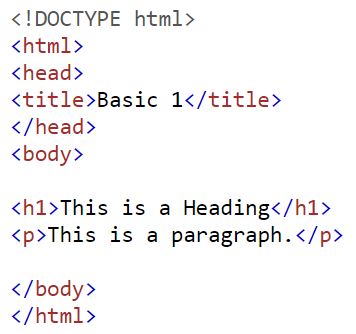 <!DOCTYPE html>
<html>
<head>
<title>Basic 1</title>
</head>
<body>
<h1>This is a Heading</h1>
<p>This is a paragraph.</p>
</body>
</html>